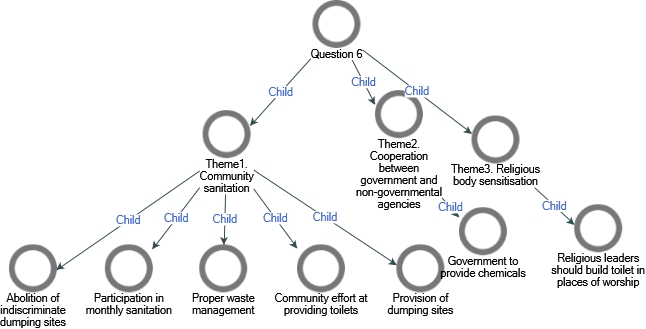 Question 6
Child
Child
Child
Theme1.
Community
sanitation
Theme2.
Cooperation
between
government and
non-governmental
agencies
Theme3. Religious
body sensitisation
Child
Child
Child
Child
Child
Child
Child
Abolition of
indiscriminate
dumping sites
Participation in
monthly sanitation
Proper waste
management
Community effort at
providing toilets
Provision of
dumping sites
Government to
provide chemicals
Religious leaders
should build toilet in
places of worship